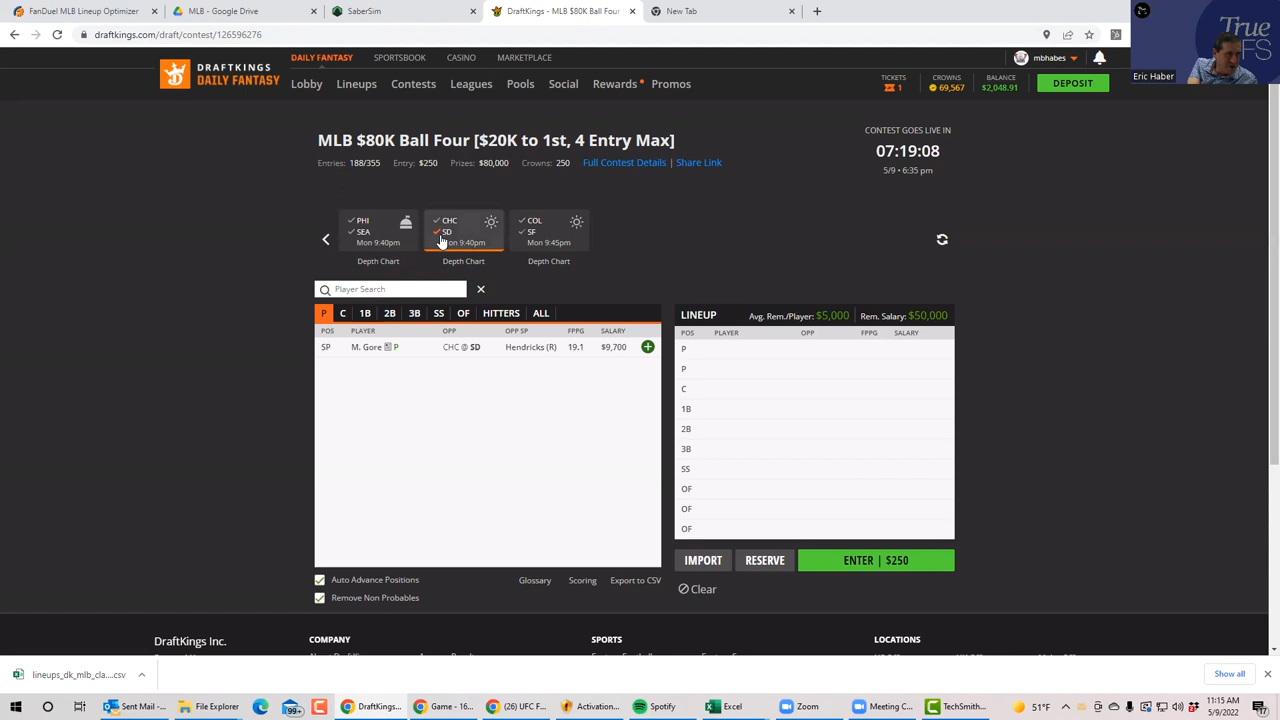 FanDuel MLB Lineup Optimizer
MLB - Google Drive
SaberSim
DraftKings - MLB $80K Ball Four
New Tab
draftkings.com/draft/contest/126596276
True
FS
Eric Haber
DRAFTKINGS
DAILY FANTASY
DAILY FANTASY SPORTSBOOK CASINO MARKETPLACE
mbhabes
Lobby Lineups Contests Leagues Pools Social Rewards Promos
TICKETS
1
CROWNS
69,567
BALANCE
$2,048.91
DEPOSIT
MLB $80K Ball Four [$20K to 1st, 4 Entry Max]
Entries: 188/355 Entry: $250 Prizes: $80,000 Crowns: 250 Full Contest Details | Share Link
CONTEST GOES LIVE IN
07:19:08
5/9 • 6:35 pm
PHI
SEA
Mon 9:40pm
Depth Chart
CHC
SD
on 9:40pm
Depth Chart
COL
SF
Mon 9:45pm
Depth Chart
Player Search
P C 1B 2B 3B SS OF HITTERS ALL
POS PLAYER OPP OPP SP FPPG SALARY
SP M. Gore P CHC @ SD Hendricks (R) 19.1 $9,700
Auto Advance Positions
Remove Non Probables
Glossary Scoring Export to CSV
LINEUP Avg. Rem./Player: $5,000 Rem. Salary: $50,000
POS PLAYER OPP FPPG SALARY
P
P
C
1B
2B
3B
SS
OF
OF
OF
IMPORT RESERVE ENTER | $250
Clear
DraftKings Inc.
COMPANY
SPORTS
LOCATIONS
lineups_dk_mlb_cla....csv
Show all
Sent Mail - ...
File Explorer
99+
DraftKings...
Game - 16...
(26) UFC F...
Activation...
Spotify
Excel
Zoom
Meeting C...
TechSmith...
51°F
11:15 AM
5/9/2022